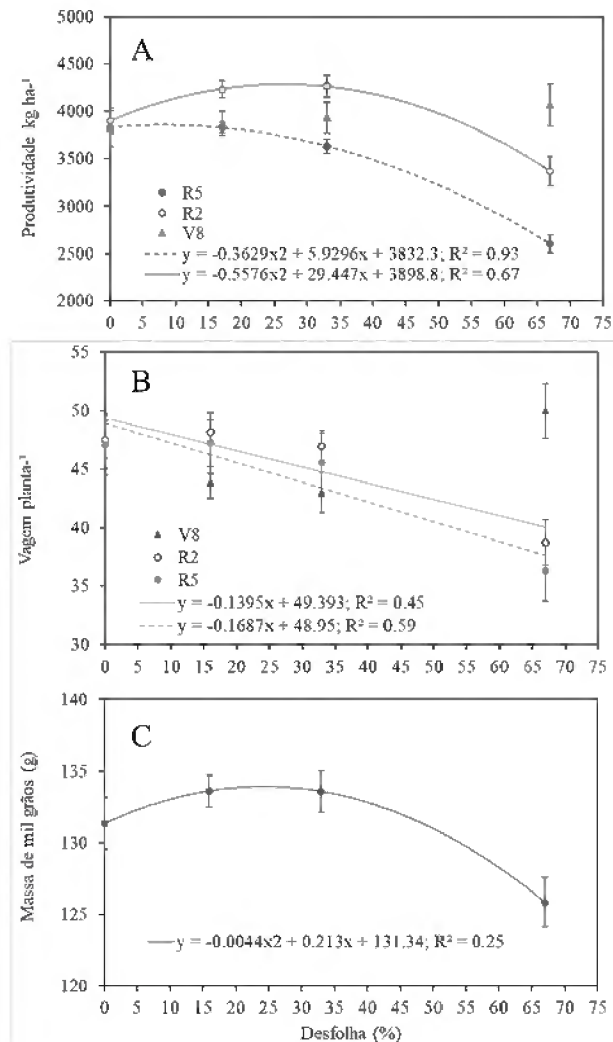 5000
4500
4000
3500
3000
2500
2000
Produtividade kg ha-¹
A
R5
R2
V8
y = -0.3629x2 + 5.9296x + 3832.3; R² = 0.93
y = -0.5576x2 + 29.447x + 3898.8; R² = 0.67
0 5 10 15 20 25 30 35 40 45 50 55 60 65 70 75
55
50
45
40
35
30
Vagem planta-¹
B
V8
R2
R5
y = -0.1395x + 49.393; R² = 0.45
y = -0.1687x + 48.95; R² = 0.59
0 5 10 15 20 25 30 35 40 45 50 55 60 65 70 75
140
135
130
125
120
Massa de mil grãos (g)
C
y = -0.0044x2 + 0.213x + 131.34; R² = 0.25
0 5 10 15 20 25 30 35 40 45 50 55 60 65 70 75
Desfolha (%)